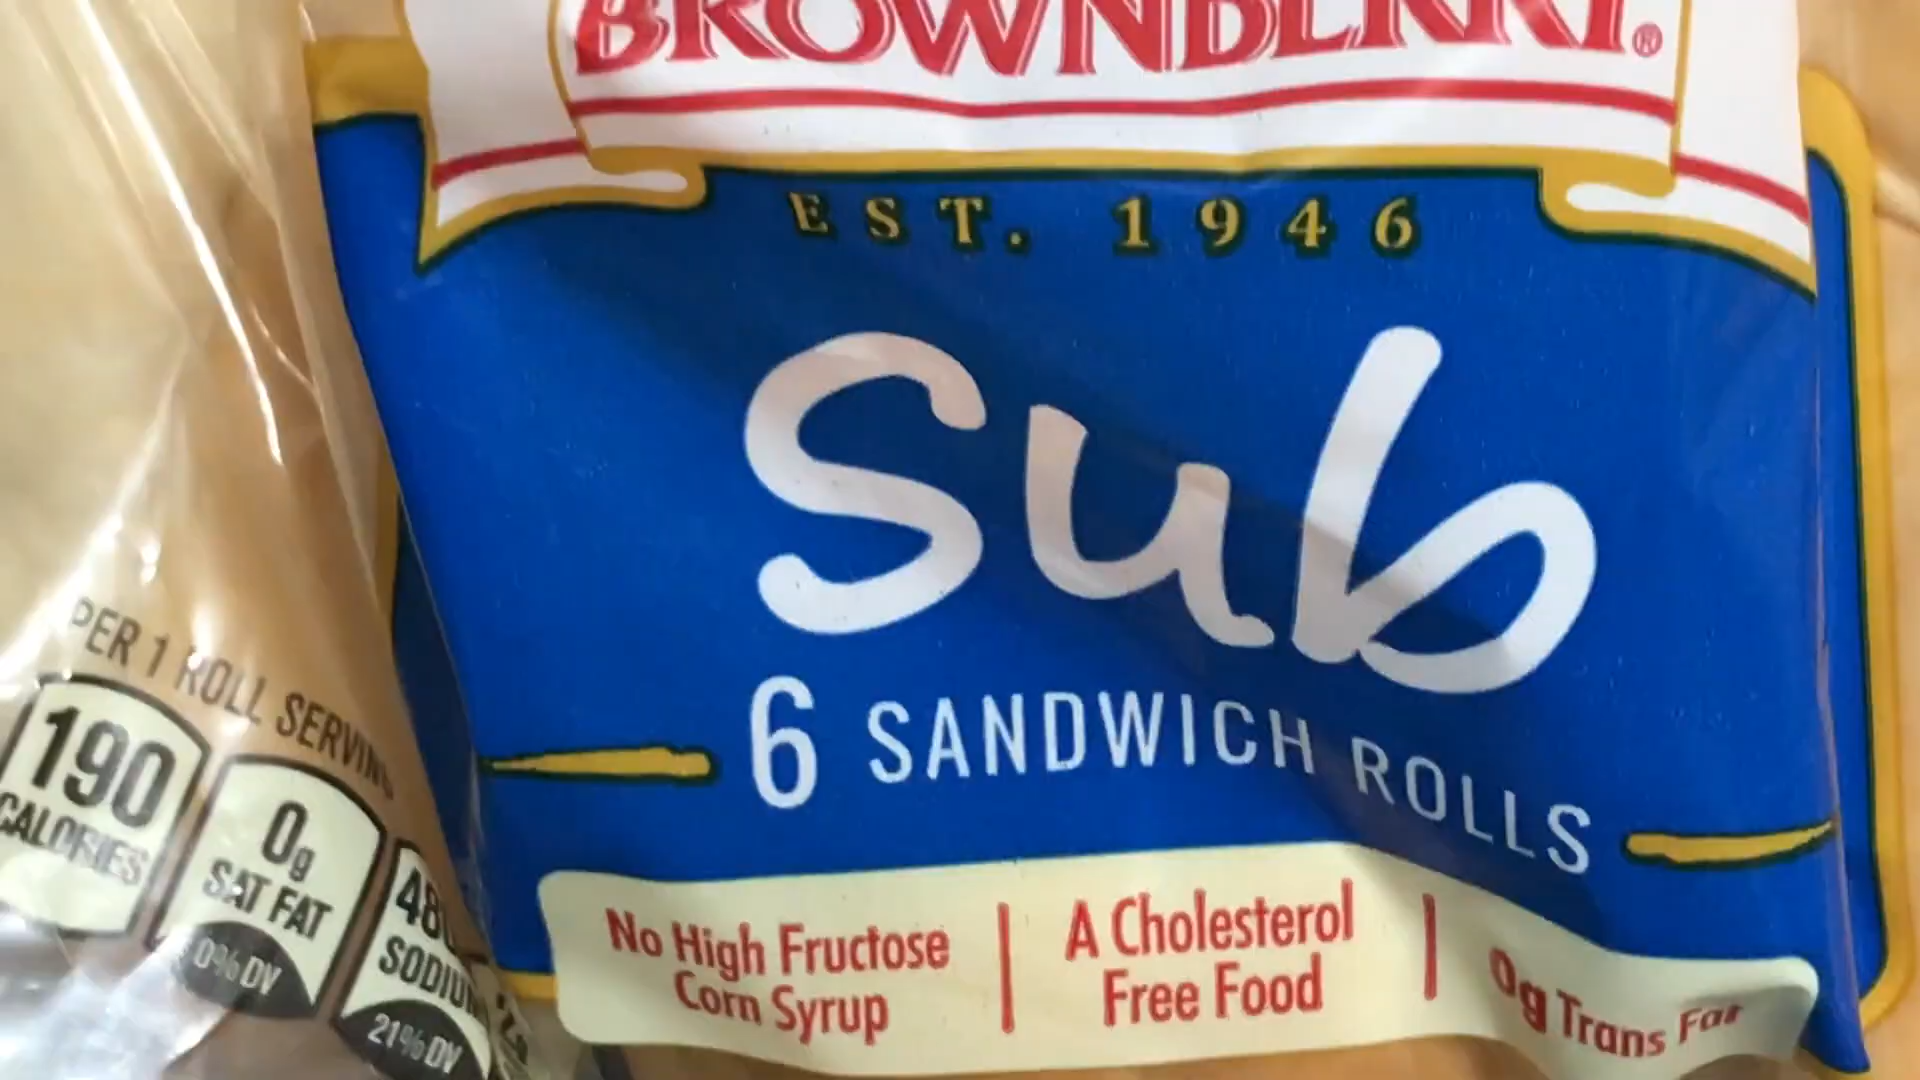 BROWNBERRY®
EST. 1946
Sub
6 SANDWICH ROLLS
No High Fructose
Corn Syrup
A Cholesterol
Free Food
0g Trans Fat
PER 1 ROLL SERVING
190
CALORIES
0g
SAT FAT
0% DV
SODIUM
21% DV